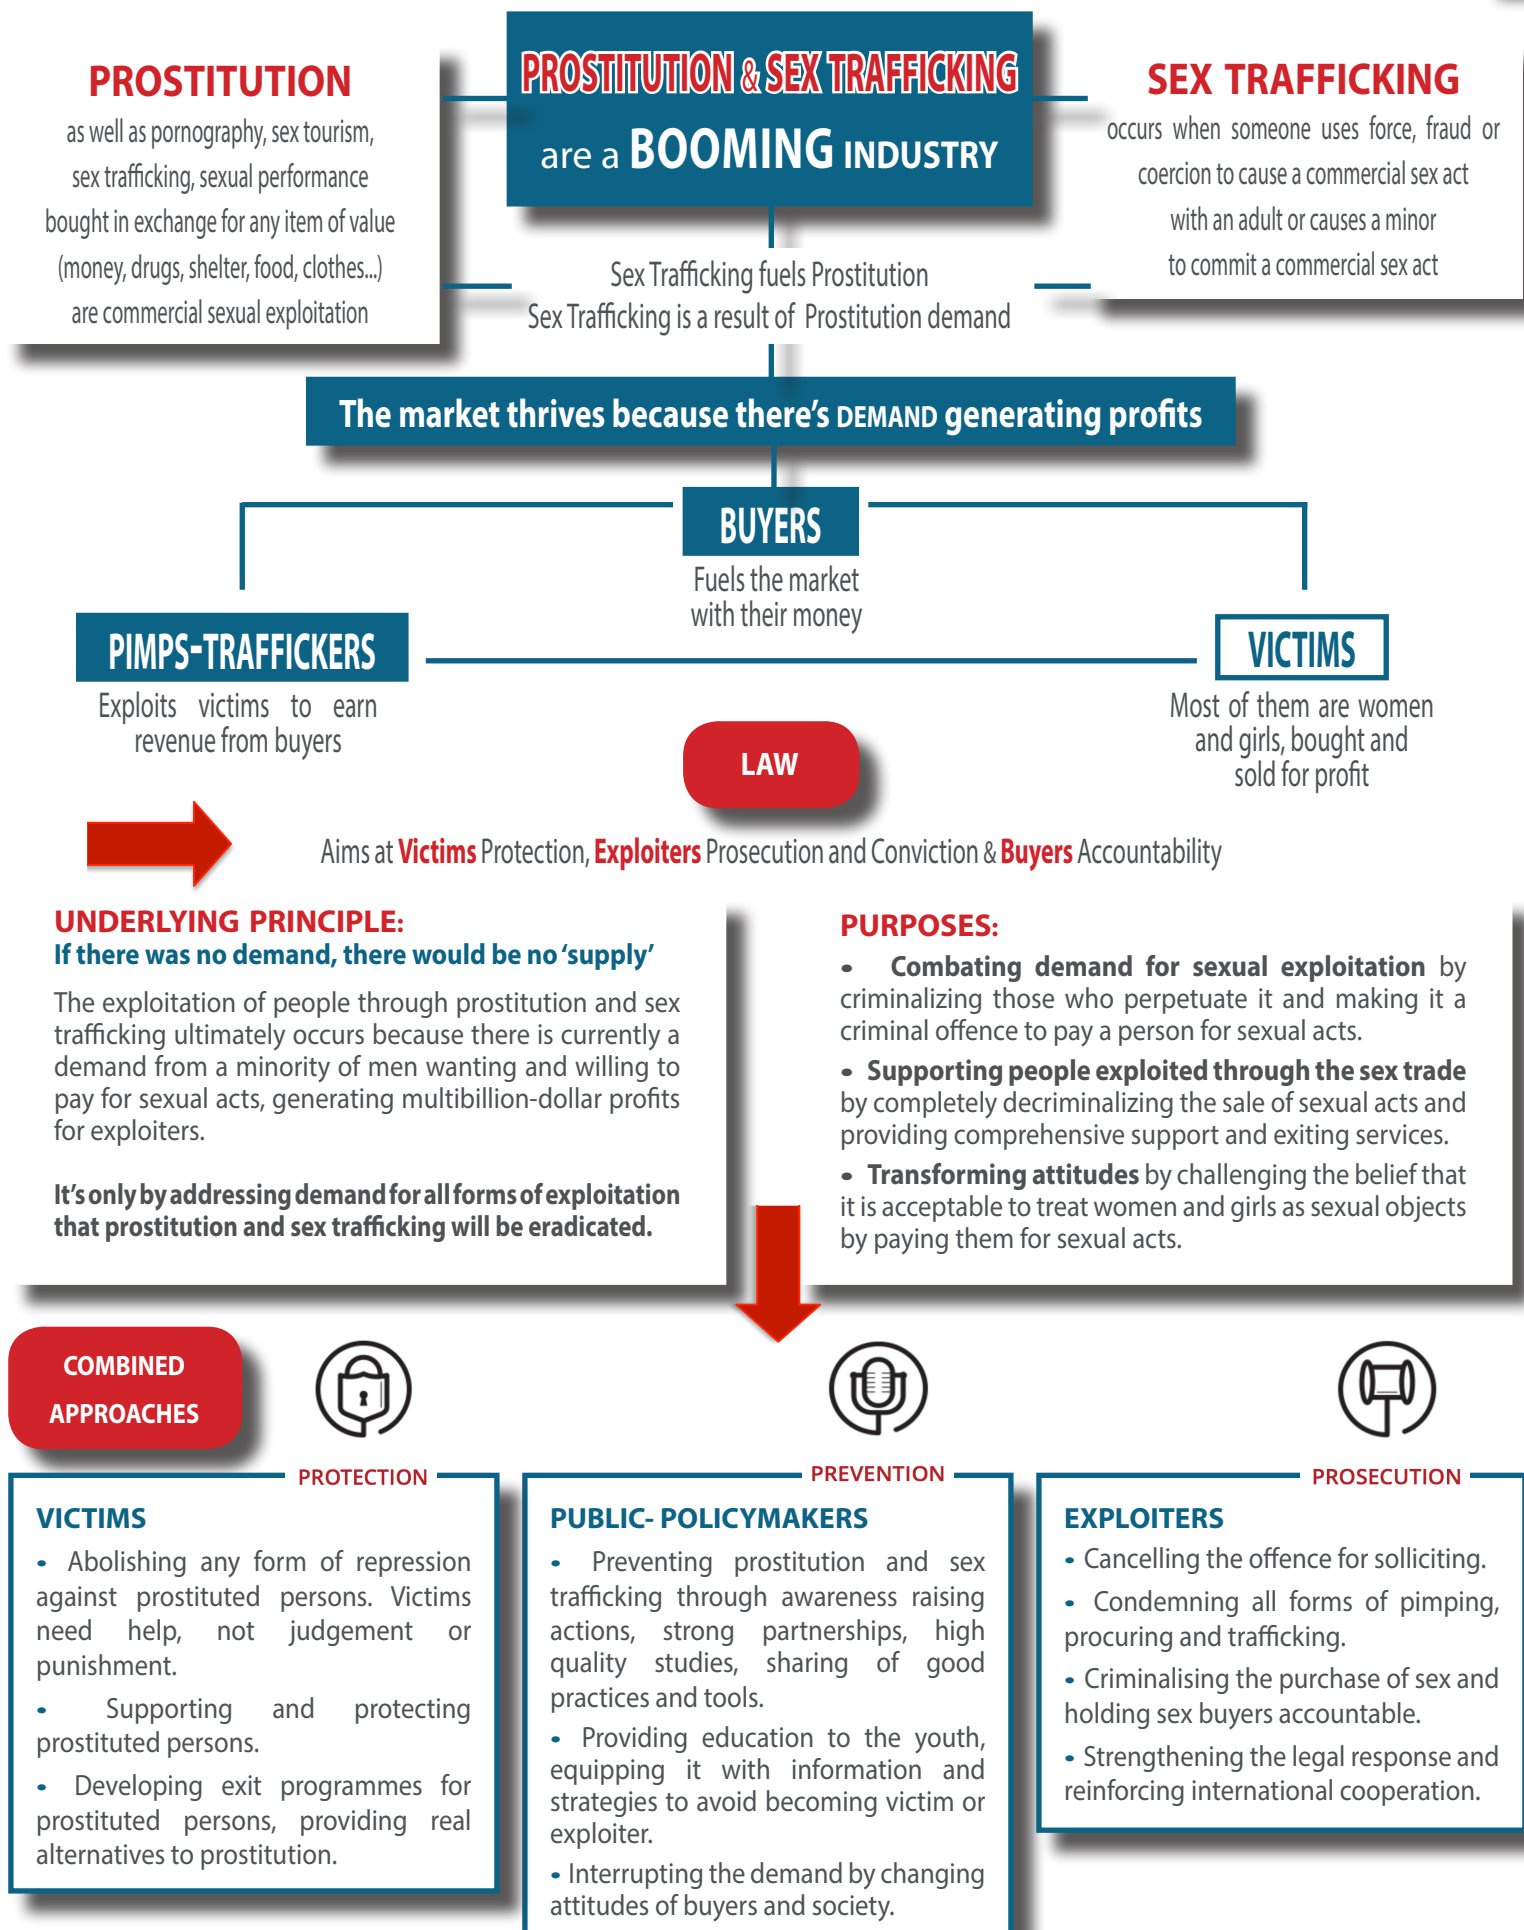 PROSTITUTION & SEX TRAFFICKING
are a BOOMING INDUSTRY
PROSTITUTION
as well as pornography, sex tourism,
sex trafficking, sexual performance
bought in exchange for any item of value
(money, drugs, shelter, food, clothes...)
are commercial sexual exploitation
SEX TRAFFICKING
occurs when someone uses force, fraud or
coercion to cause a commercial sex act
with an adult or causes a minor
to commit a commercial sex act
Sex Trafficking fuels Prostitution
Sex Trafficking is a result of Prostitution demand
The market thrives because there's DEMAND generating profits
BUYERS
Fuels the market
with their money
PIMPS-TRAFFICKERS
Exploits victims to earn
revenue from buyers
VICTIMS
Most of them are women
and girls, bought and
sold for profit
LAW
Aims at Victims Protection, Exploiters Prosecution and Conviction & Buyers Accountability
UNDERLYING PRINCIPLE:
If there was no demand, there would be no ‘supply’
The exploitation of people through prostitution and sex
trafficking ultimately occurs because there is currently a
demand from a minority of men wanting and willing to
pay for sexual acts, generating multibillion-dollar profits
for exploiters.
It's only by addressing demand for all forms of exploitation
that prostitution and sex trafficking will be eradicated.
PURPOSES:
• Combating demand for sexual exploitation by
criminalizing those who perpetuate it and making it a
criminal offence to pay a person for sexual acts.
• Supporting people exploited through the sex trade
by completely decriminalizing the sale of sexual acts and
providing comprehensive support and exiting services.
• Transforming attitudes by challenging the belief that
it is acceptable to treat women and girls as sexual objects
by paying them for sexual acts.
COMBINED
APPROACHES
PROTECTION
VICTIMS
• Abolishing any form of repression
against prostituted persons. Victims
need help, not judgement or
punishment.
• Supporting and protecting
prostituted persons.
• Developing exit programmes for
prostituted persons, providing real
alternatives to prostitution.
PREVENTION
PUBLIC- POLICYMAKERS
• Preventing prostitution and sex
trafficking through awareness raising
actions, strong partnerships, high
quality studies, sharing of good
practices and tools.
• Providing education to the youth,
equipping it with information and
strategies to avoid becoming victim or
exploiter.
• Interrupting the demand by changing
attitudes of buyers and society.
PROSECUTION
EXPLOITERS
• Cancelling the offence for solliciting.
• Condemning all forms of pimping,
procuring and trafficking.
• Criminalising the purchase of sex and
holding sex buyers accountable.
• Strengthening the legal response and
reinforcing international cooperation.